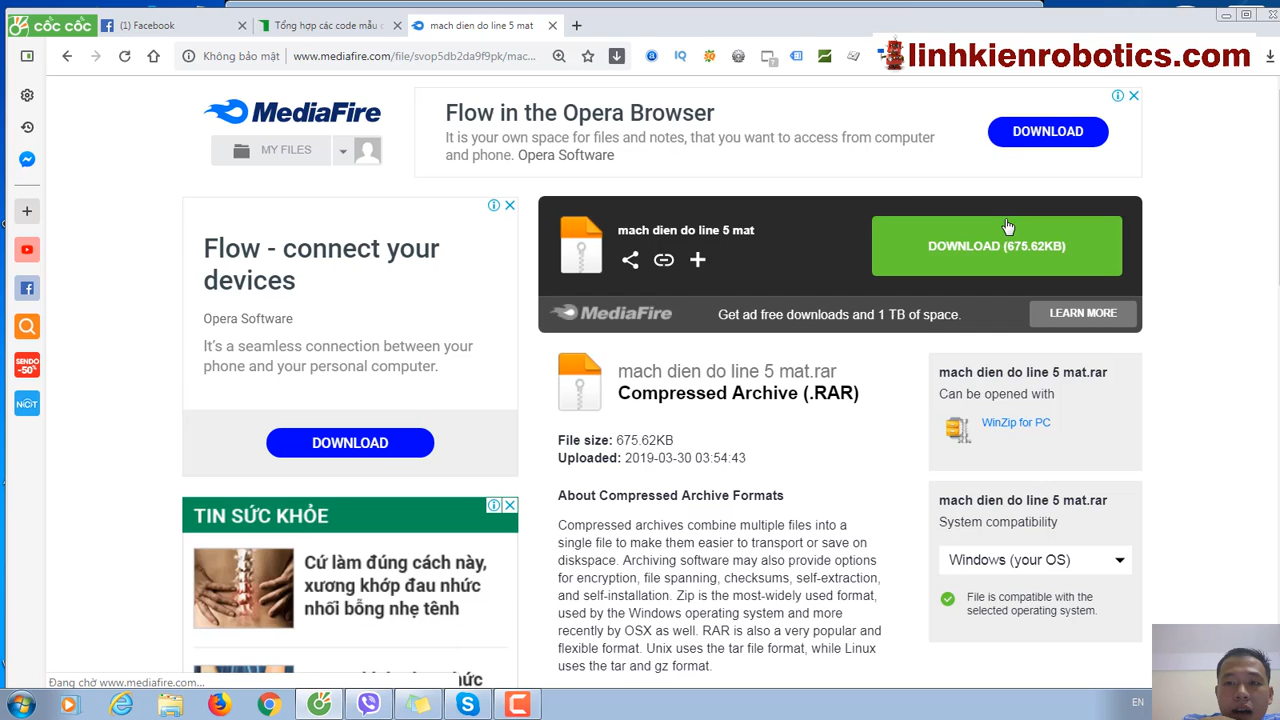 cốc cốc
(1) Facebook
Tổng hợp các code mẫu c
mach dien do line 5 mat
Không bảo mật
www.mediafire.com/file/svop5db2da9f9pk/mac...
linhkienrobotics.com
MediaFire
MY FILES
Flow in the Opera Browser
It is your own space for files and notes, that you want to access from computer
and phone. Opera Software
DOWNLOAD
Flow - connect your
devices
Opera Software
It's a seamless connection between your
phone and your personal computer.
DOWNLOAD
SENDO
-50%
TIN SỨC KHỎE
Cứ làm đúng cách này,
xương khớp đau nhức
nhối bỗng nhẹ tênh
mach dien do line 5 mat
DOWNLOAD (675.62KB)
MediaFire
Get ad free downloads and 1 TB of space.
LEARN MORE
mach dien do line 5 mat.rar
Compressed Archive (.RAR)
File size: 675.62KB
Uploaded: 2019-03-30 03:54:43
About Compressed Archive Formats
Compressed archives combine multiple files into a
single file to make them easier to transport or save on
diskspace. Archiving software may also provide options
for encryption, file spanning, checksums, self-extraction,
and self-installation. Zip is the most-widely used format,
used by the Windows operating system and more
recently by OSX as well. RAR is also a very popular and
flexible format. Unix uses the tar file format, while Linux
uses the tar and gz format.
mach dien do line 5 mat.rar
Can be opened with
WinZip for PC
mach dien do line 5 mat.rar
System compatibility
Windows (your OS)
File is compatible with the
selected operating system.
Đang chờ www.mediafire.com...
EN